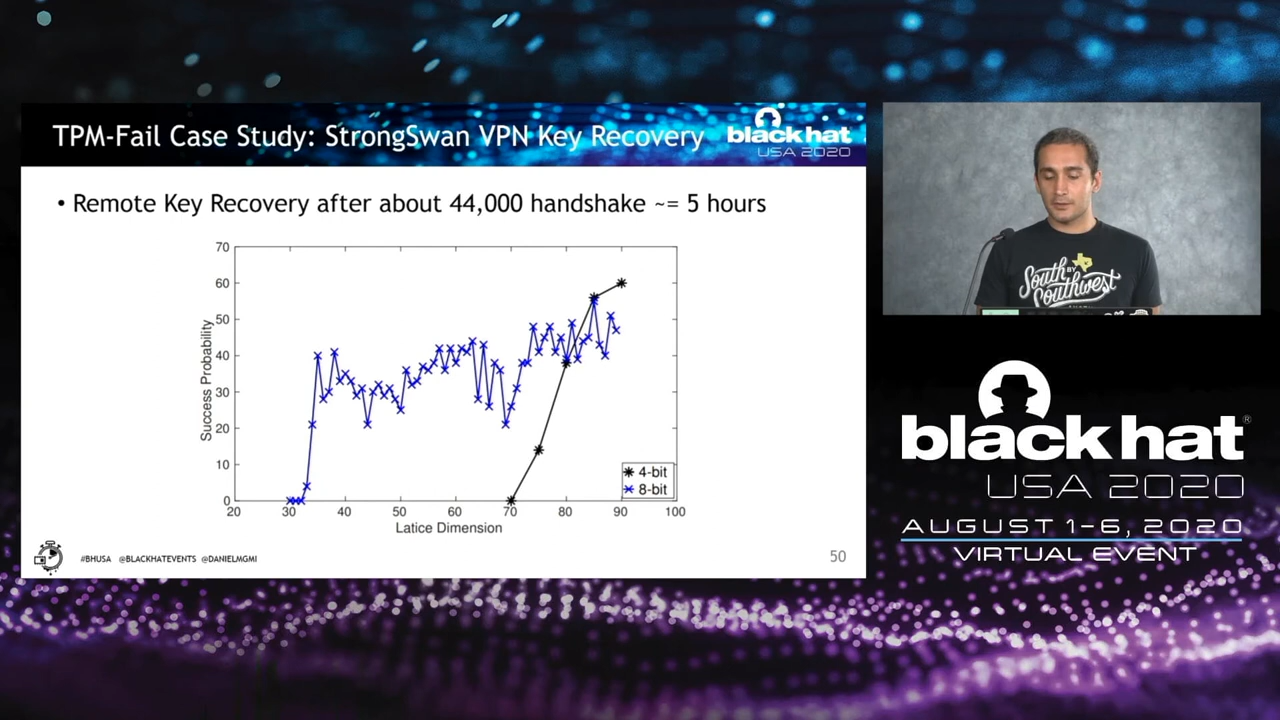 TPM-Fail Case Study: StrongSwan VPN Key Recovery
black hat
USA 2020
• Remote Key Recovery after about 44,000 handshake ~= 5 hours
70
60
50
40
30
20
10
0
Success Probability
20 30 40 50 60 70 80 90 100
Latice Dimension
4-bit
8-bit
#BHUSA @BLACKHATEVENTS @DANIELMGMI
50
South
BY
Southwest
black hat®
USA 2020
AUGUST 1-6, 2020
VIRTUAL EVENT